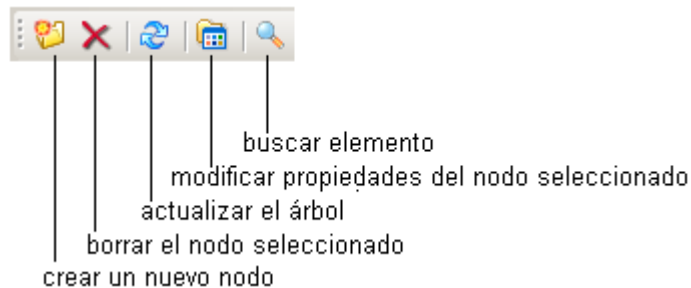 buscar elemento
modificar propiedades del nodo seleccionado
actualizar el árbol
borrar el nodo seleccionado
crear un nuevo nodo